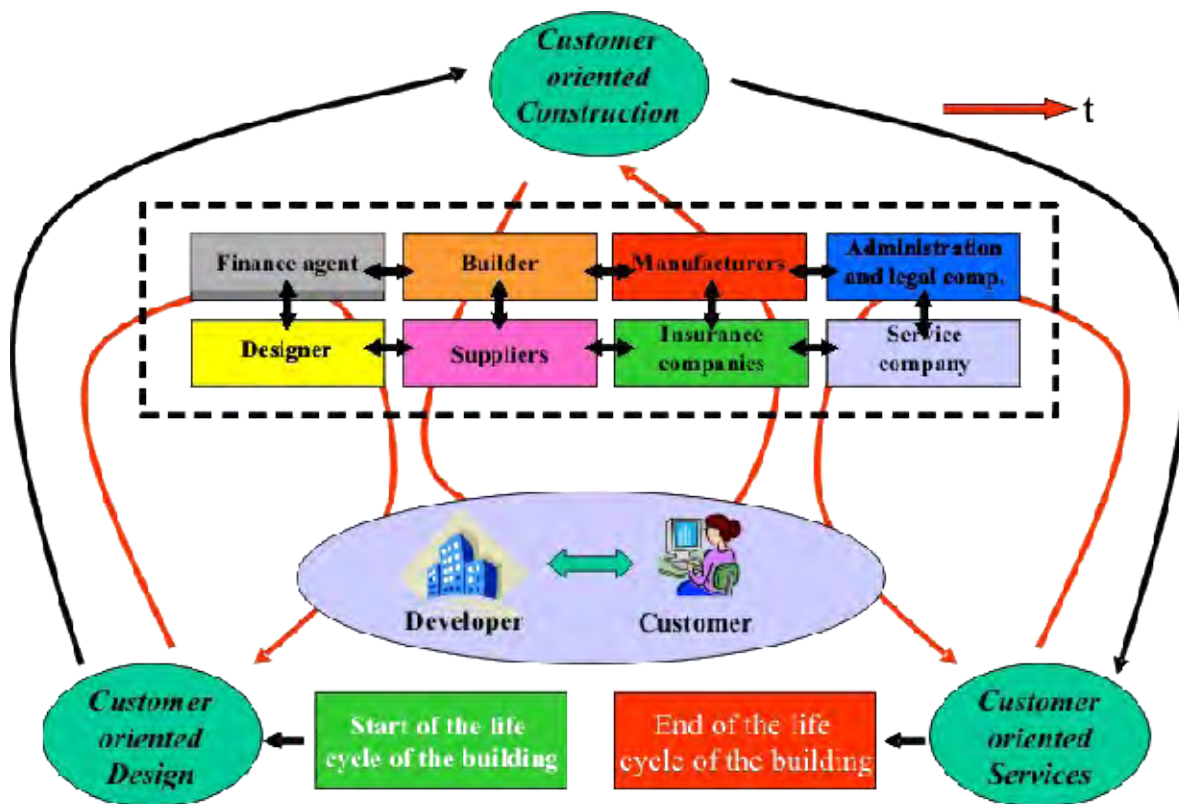 Customer
oriented
Construction
t
Finance agent
Builder
Manufacturers
Administration
and legal comp.
Designer
Suppliers
Insurance
companies
Service
company
Developer
Customer
Customer
oriented
Design
Start of the life
cycle of the building
End of the life
cycle of the building
Customer
oriented
Services